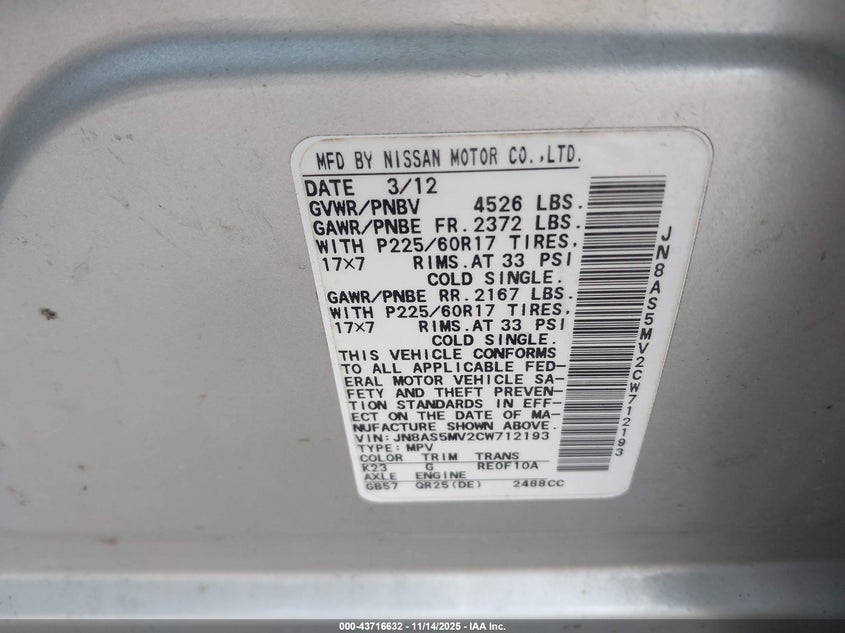 MFD BY NISSAN MOTOR CO.,LTD.
DATE 3/12
GVWR/PNBV 4526 LBS.
GAWR/PNBE FR.2372 LBS.
WITH P225/60R17 TIRES,
17×7 RIMS.AT 33 PSI
COLD SINGLE.
GAWR/PNBE RR.2167 LBS.
WITH P225/60R17 TIRES,
17×7 RIMS.AT 33 PSI
COLD SINGLE.
THIS VEHICLE CONFORMS
TO ALL APPLICABLE FED-
ERAL MOTOR VEHICLE SA-
FETY AND THEFT PREVEN-
TION STANDARDS IN EFF-
ECT ON THE DATE OF MA-
NUFACTURE SHOWN ABOVE.
VIN:JN8AS5MV2CW712193
TYPE:MPV
COLOR TRIM TRANS
K23 G RE0F10A
AXLE ENGINE
GB57 QR25(DE) 2488CC
JN8AS5MV2CW712193
000-43716632 - 11/14/2025 - IAA Inc.